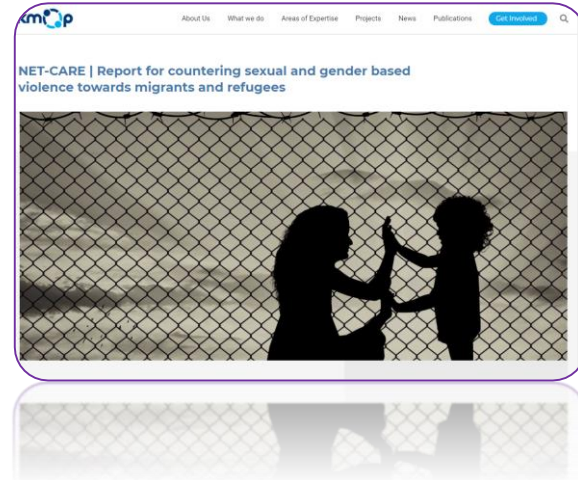 kmop
About Us What we do Areas of Expertise Projects News Publications Get Involved
NET-CARE | Report for countering sexual and gender based
violence towards migrants and refugees